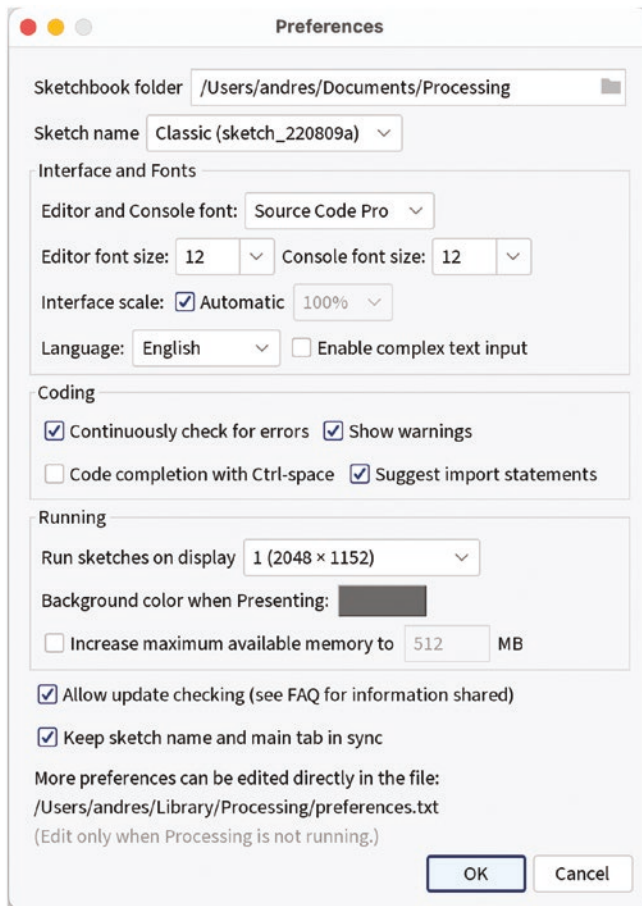 Preferences
Sketchbook folder /Users/andres/Documents/Processing
Sketch name Classic (sketch_220809a)
Interface and Fonts
Editor and Console font: Source Code Pro
Editor font size: 12 Console font size: 12
Interface scale: Automatic 100%
Language: English Enable complex text input
Coding
Continuously check for errors Show warnings
Code completion with Ctrl-space Suggest import statements
Running
Run sketches on display 1 (2048 × 1152)
Background color when Presenting:
Increase maximum available memory to 512 MB
Allow update checking (see FAQ for information shared)
Keep sketch name and main tab in sync
More preferences can be edited directly in the file:
/Users/andres/Library/Processing/preferences.txt
(Edit only when Processing is not running.)
OK Cancel